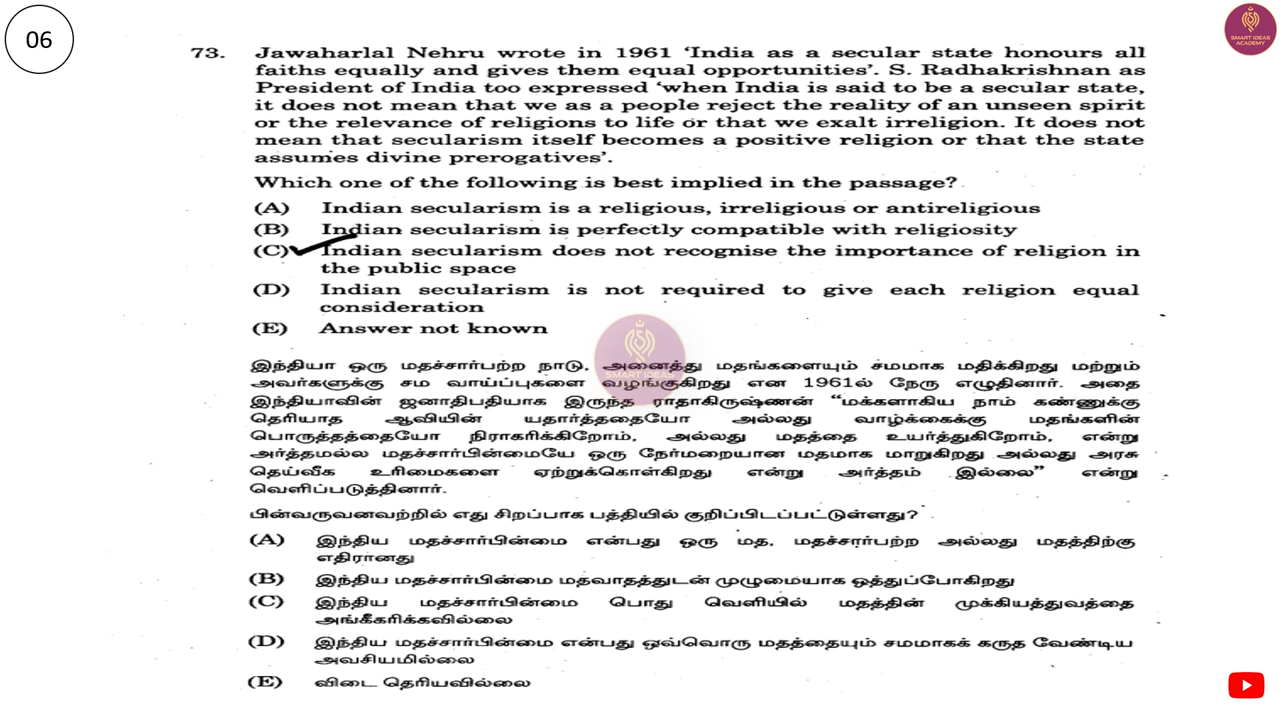 06
SMART IDEAS
ACADEMY
73. Jawaharlal Nehru wrote in 1961 'India as a secular state honours all
faiths equally and gives them equal opportunities'. S. Radhakrishnan as
President of India too expressed 'when India is said to be a secular state,
it does not mean that we as a people reject the reality of an unseen spirit
or the relevance of religions to life or that we exalt irreligion. It does not
mean that secularism itself becomes a positive religion or that the state
assumes divine prerogatives'.
Which one of the following is best implied in the passage?
(A) Indian secularism is a religious, irreligious or antireligious
(B) Indian secularism is perfectly compatible with religiosity
(C) Indian secularism does not recognise the importance of religion in
the public space
(D) Indian secularism is not required to give each religion equal
consideration
(E) Answer not known
SMART IDEAS
இந்தியா ஒரு மதச்சார்பற்ற நாடு, அனைத்து மதங்களையும் சமமாக மதிக்கிறது மற்றும்
அவர்களுக்கு சம வாய்ப்புகளை வழங்குகிறது என 1961ல் நேரு எழுதினார். அதை
இந்தியாவின் ஜனாதிபதியாக இருந்த ராதாகிருஷ்ணன் "மக்களாகிய நாம் கண்ணுக்கு
தெரியாத ஆவியின் யதார்த்ததையோ அல்லது வாழ்க்கைக்கு மதங்களின்
பொருத்தத்தையோ நிராகரிக்கிறோம், அல்லது மதத்தை உயர்த்துகிறோம், என்று
அர்த்தமல்ல மதச்சார்பின்மையே ஒரு நேர்மறையான மதமாக மாறுகிறது அல்லது அரசு
தெய்வீக உரிமைகளை ஏற்றுக்கொள்கிறது என்று அர்த்தம் இல்லை" என்று
வெளிப்படுத்தினார்.
பின்வருவனவற்றில் எது சிறப்பாக பத்தியில் குறிப்பிடப்பட்டுள்ளது?
(A) இந்திய மதச்சார்பின்மை என்பது ஒரு மத, மதச்சார்பற்ற அல்லது மதத்திற்கு
எதிரானது
(B) இந்திய மதச்சார்பின்மை மதவாதத்துடன் முழுமையாக ஒத்துப்போகிறது
(C) இந்திய மதச்சார்பின்மை பொது வெளியில் மதத்தின் முக்கியத்துவத்தை
அங்கீகரிக்கவில்லை
(D) இந்திய மதச்சார்பின்மை என்பது ஒவ்வொரு மதத்தையும் சமமாகக் கருத வேண்டிய
அவசியமில்லை
(E) விடை தெரியவில்லை